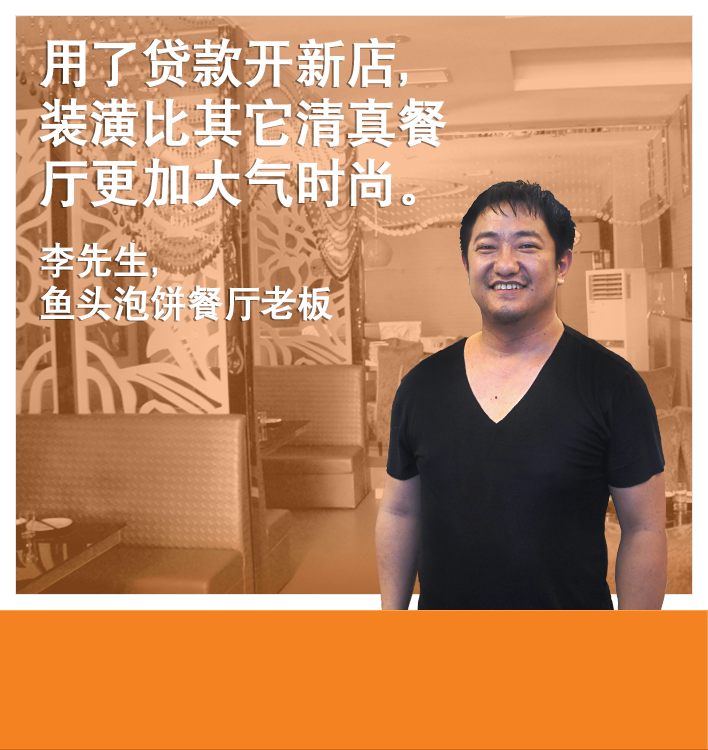 用了贷款开新店,
装潢比其它清真餐
厅更加大气时尚。
李先生,
鱼头泡饼餐厅老板